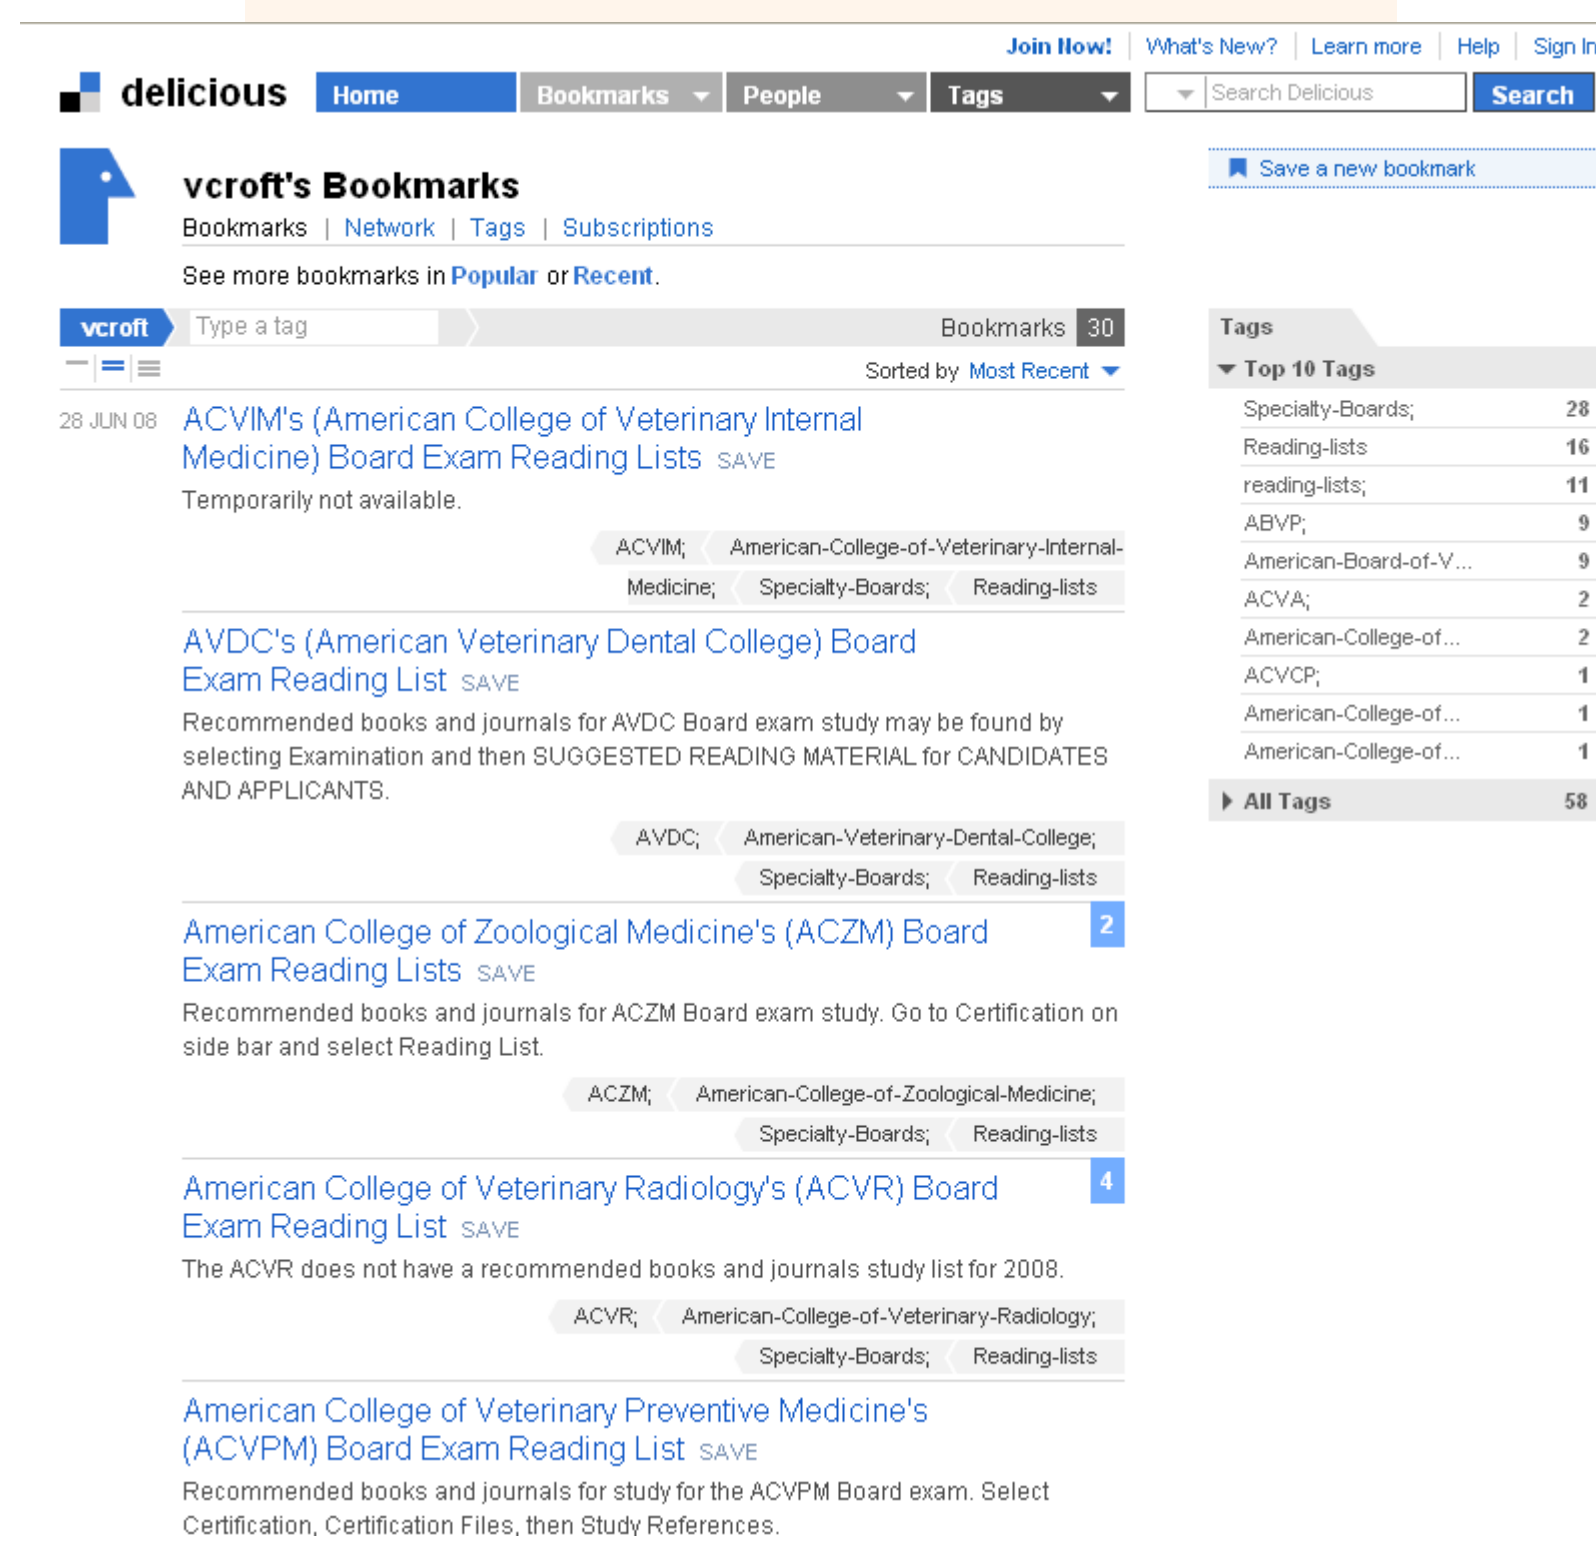 Join Now! What's New? Learn more Help Sign In
delicious Home Bookmarks People Tags Search Delicious Search
vcroft's Bookmarks
Save a new bookmark
Bookmarks | Network | Tags | Subscriptions
See more bookmarks in Popular or Recent.
vcroft Type a tag Bookmarks 30
Sorted by Most Recent
28 JUN 08 ACVIM's (American College of Veterinary Internal
Medicine) Board Exam Reading Lists SAVE
Temporarily not available.
ACVIM; American-College-of-Veterinary-Internal-
Medicine; Specialty-Boards; Reading-lists
AVDC's (American Veterinary Dental College) Board
Exam Reading List SAVE
Recommended books and journals for AVDC Board exam study may be found by
selecting Examination and then SUGGESTED READING MATERIAL for CANDIDATES
AND APPLICANTS.
AVDC; American-Veterinary-Dental-College;
Specialty-Boards; Reading-lists
American College of Zoological Medicine's (ACZM) Board 2
Exam Reading Lists SAVE
Recommended books and journals for ACZM Board exam study. Go to Certification on
side bar and select Reading List.
ACZM; American-College-of-Zoological-Medicine;
Specialty-Boards; Reading-lists
American College of Veterinary Radiology's (ACVR) Board 4
Exam Reading List SAVE
The ACVR does not have a recommended books and journals study list for 2008.
ACVR; American-College-of-Veterinary-Radiology;
Specialty-Boards; Reading-lists
American College of Veterinary Preventive Medicine's
(ACVPM) Board Exam Reading List SAVE
Recommended books and journals for study for the ACVPM Board exam. Select
Certification, Certification Files, then Study References.
Tags
Top 10 Tags
Specialty-Boards; 28
Reading-lists 16
reading-lists; 11
ABVP; 9
American-Board-of-V... 9
ACVA; 2
American-College-of... 2
ACVCP; 1
American-College-of... 1
American-College-of... 1
All Tags 58